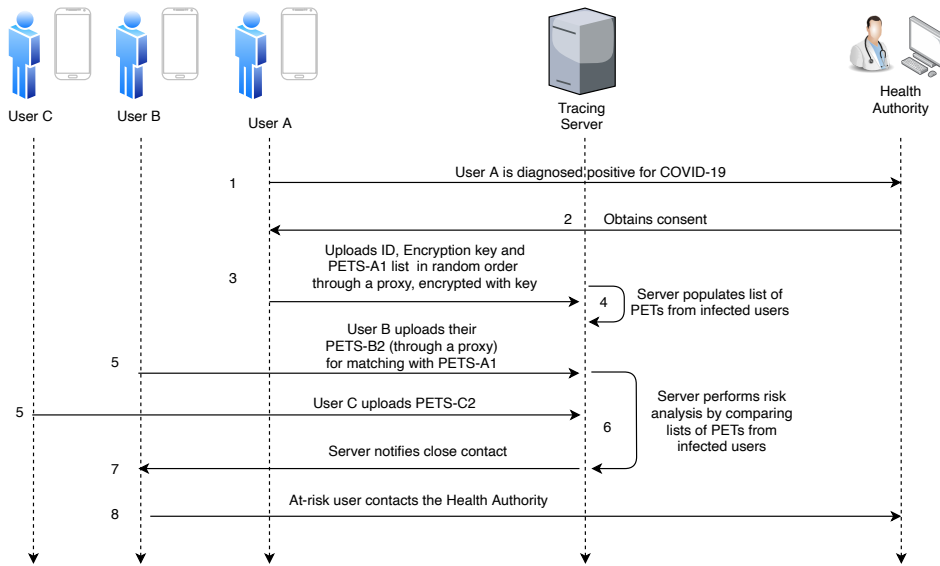 User C
User B
User A
Tracing
Server
Health
Authority
1
User A is diagnosed positive for COVID-19
2
Obtains consent
3
Uploads ID, Encryption key and
PETS-A1 list in random order
through a proxy, encrypted with key
4
Server populates list of
PETs from infected users
5
User B uploads their
PETS-B2 (through a proxy)
for matching with PETS-A1
5
User C uploads PETS-C2
6
Server performs risk
analysis by comparing
lists of PETs from
infected users
7
Server notifies close contact
8
At-risk user contacts the Health Authority